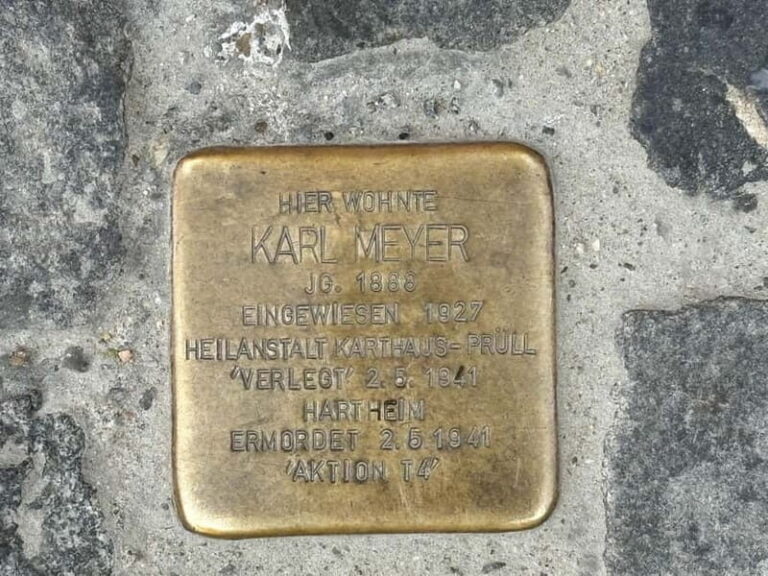 HIER WOHNTE
KARL MEYER
JG. 1888
EINGEWIESEN 1927
HEILANSTALT KARTHAUS-PRÜLL
'VERLEGT' 2.5.1941
HARTHEIM
ERMORDET 2.5.1941
'AKTION T4'